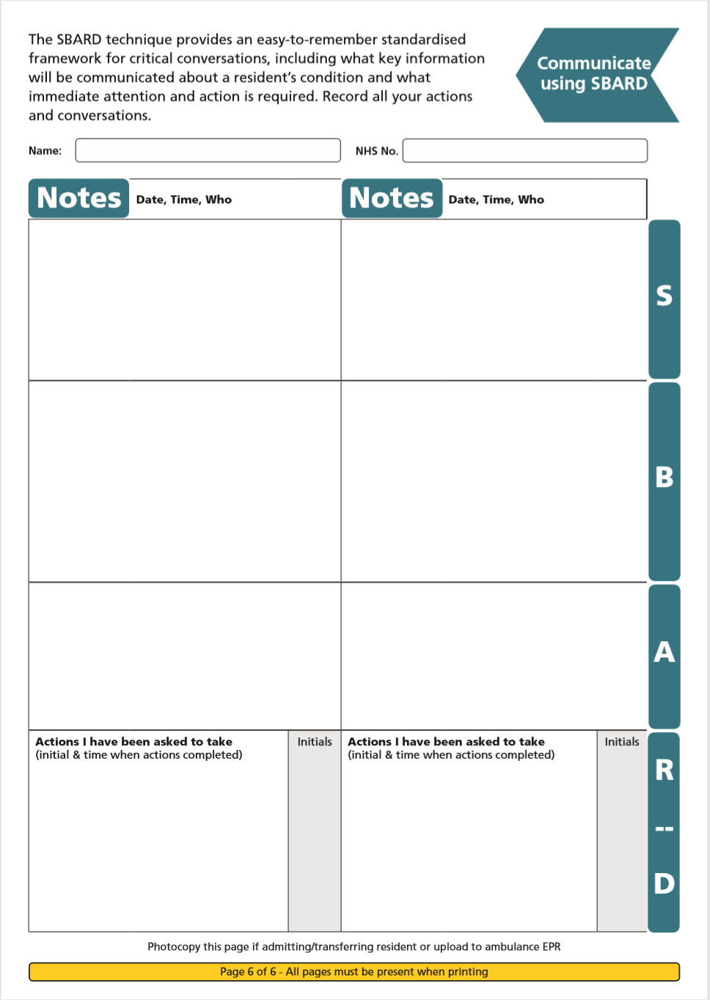 The SBARD technique provides an easy-to-remember standardised
framework for critical conversations, including what key information
will be communicated about a resident's condition and what
immediate attention and action is required. Record all your actions
and conversations.
Communicate
using SBARD
Name:
NHS No.
Notes Date, Time, Who
Notes Date, Time, Who
S
B
A
Actions I have been asked to take
(initial & time when actions completed)
Initials
Actions I have been asked to take
(initial & time when actions completed)
Initials
R
--
D
Photocopy this page if admitting/transferring resident or upload to ambulance EPR
Page 6 of 6 - All pages must be present when printing